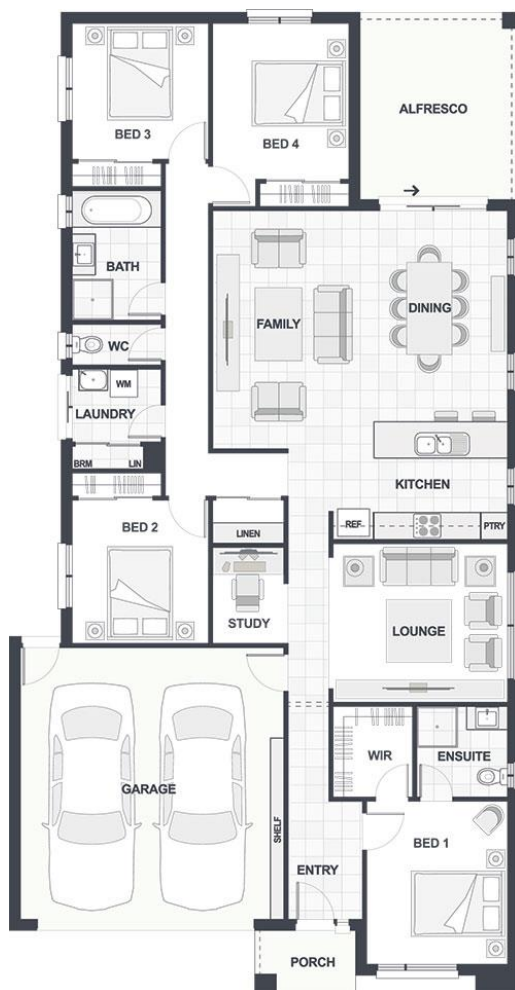 BED 3
BED 4
ALFRESCO
BATH
FAMILY
DINING
WC
WM
LAUNDRY
BRM
LIN
KITCHEN
BED 2
LINEN
REF
PTRY
STUDY
LOUNGE
WIR
ENSUITE
GARAGE
SHELF
BED 1
ENTRY
PORCH